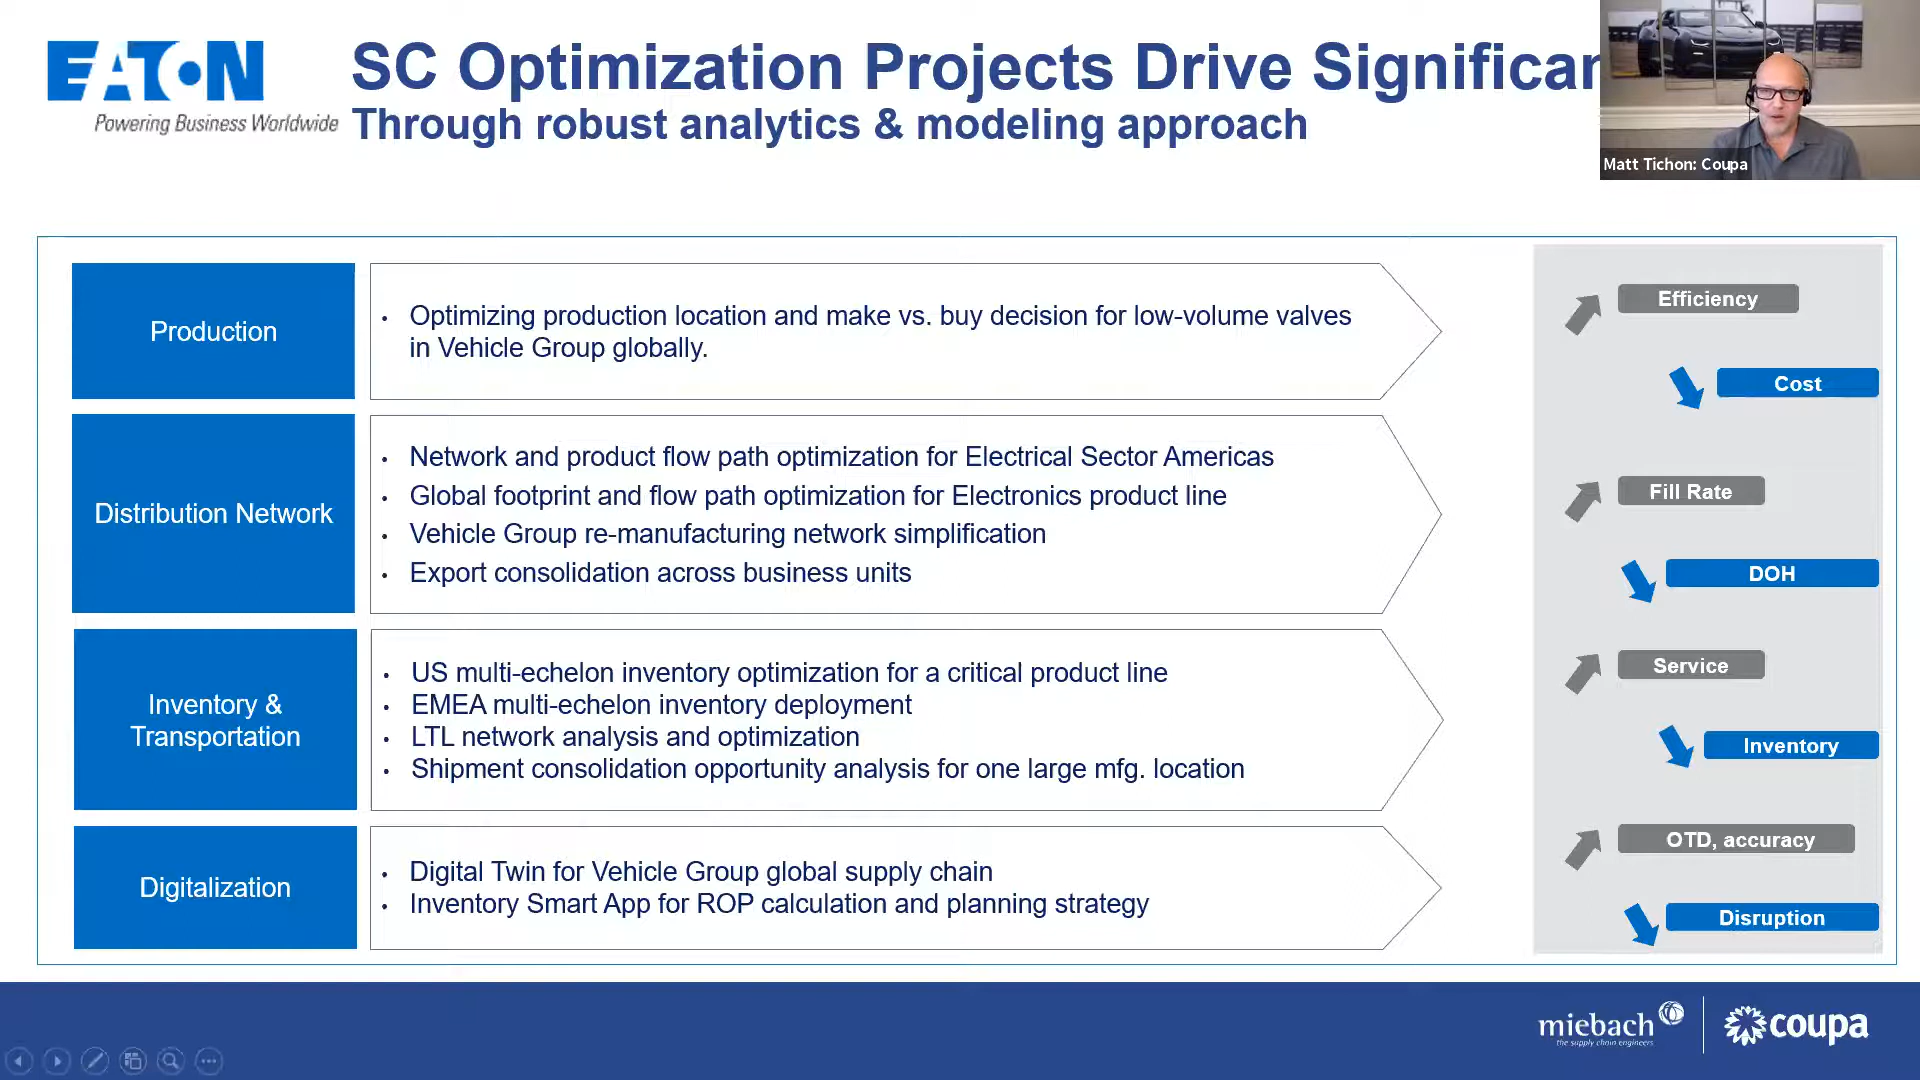 EATON
Powering Business Worldwide
SC Optimization Projects Drive Significan
Through robust analytics & modeling approach
Matt Tichon: Coupa
Production
• Optimizing production location and make vs. buy decision for low-volume valves
in Vehicle Group globally.
Distribution Network
• Network and product flow path optimization for Electrical Sector Americas
• Global footprint and flow path optimization for Electronics product line
• Vehicle Group re-manufacturing network simplification
• Export consolidation across business units
Inventory &
Transportation
• US multi-echelon inventory optimization for a critical product line
• EMEA multi-echelon inventory deployment
• LTL network analysis and optimization
• Shipment consolidation opportunity analysis for one large mfg. location
Digitalization
• Digital Twin for Vehicle Group global supply chain
• Inventory Smart App for ROP calculation and planning strategy
Efficiency
Cost
Fill Rate
DOH
Service
Inventory
OTD, accuracy
Disruption
miebach
the supply chain engineers
coupa